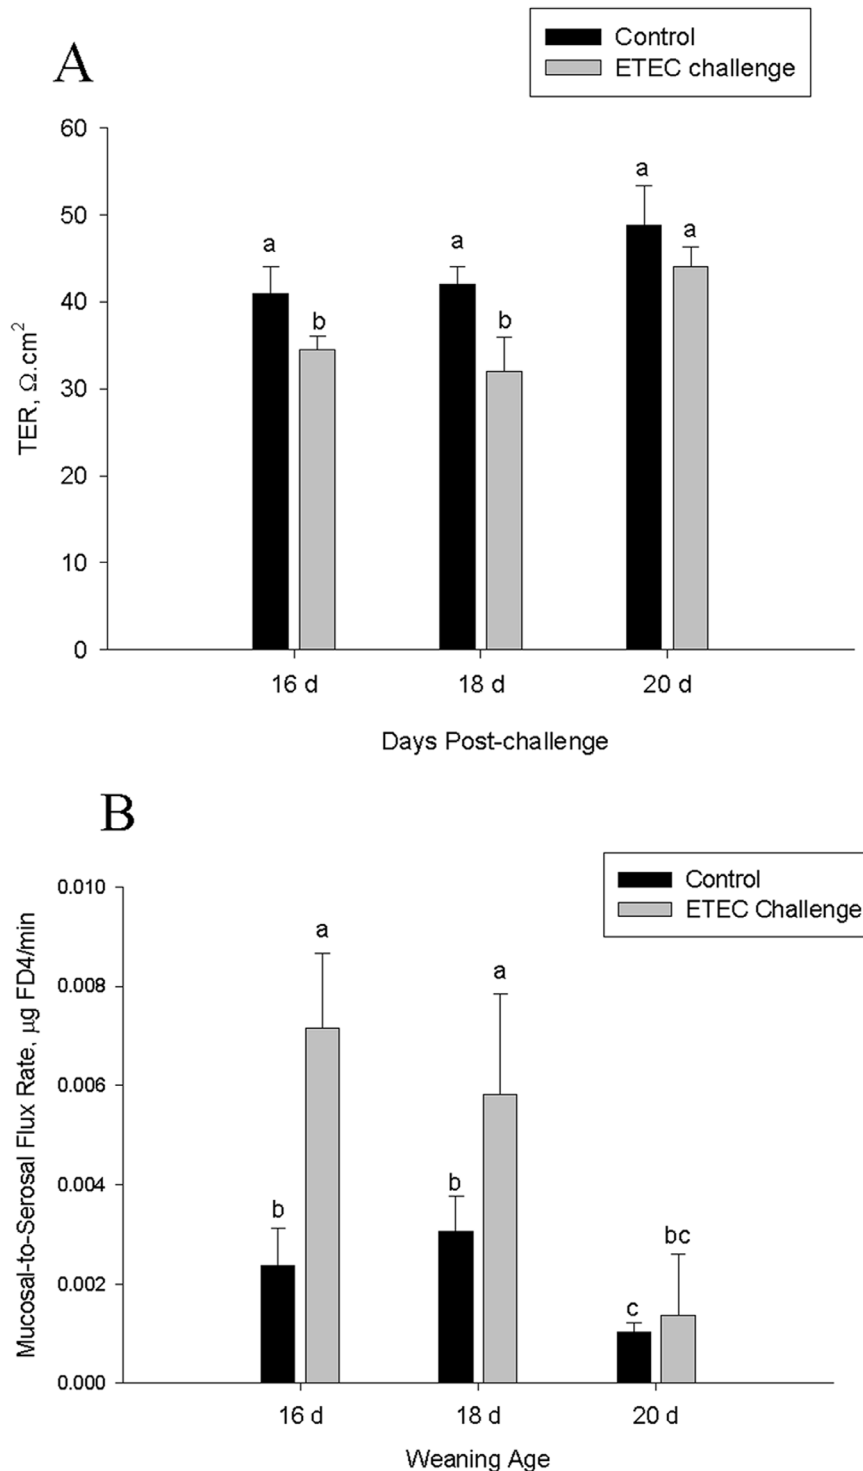 A
Control
ETEC challenge
60
50
40
30
20
10
0
TER, Ω.cm²
a
b
a
b
a
a
16 d
18 d
20 d
Days Post-challenge
B
Control
ETEC Challenge
0.010
0.008
0.006
0.004
0.002
0.000
Mucosal-to-Serosal Flux Rate, μg FD4/min
b
a
b
a
c
bc
16 d
18 d
20 d
Weaning Age